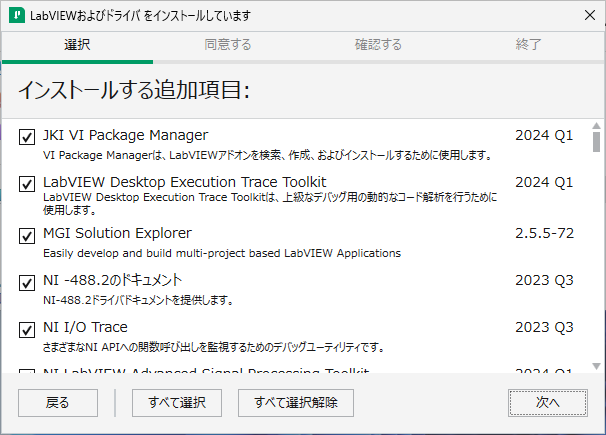 LabVIEWおよびドライバ をインストールしています
選択 同意する 確認する 終了
インストールする追加項目:
JKI VI Package Manager 2024 Q1
VI Package Managerは、LabVIEWアドオンを検索、作成、およびインストールするために使用します。
LabVIEW Desktop Execution Trace Toolkit 2024 Q1
LabVIEW Desktop Execution Trace Toolkitは、上級なデバッグ用の動的なコード解析を行うために
使用します。
MGI Solution Explorer 2.5.5-72
Easily develop and build multi-project based LabVIEW Applications
NI -488.2のドキュメント 2023 Q3
NI-488.2ドライバドキュメントを提供します。
NI I/O Trace 2023 Q3
さまざまなNI APIへの関数呼び出しを監視するためのデバッグユーティリティです。
NI LabVIEW Advanced Signal Processing Toolkit 2024 Q1
戻る すべて選択 すべて選択解除 次へ